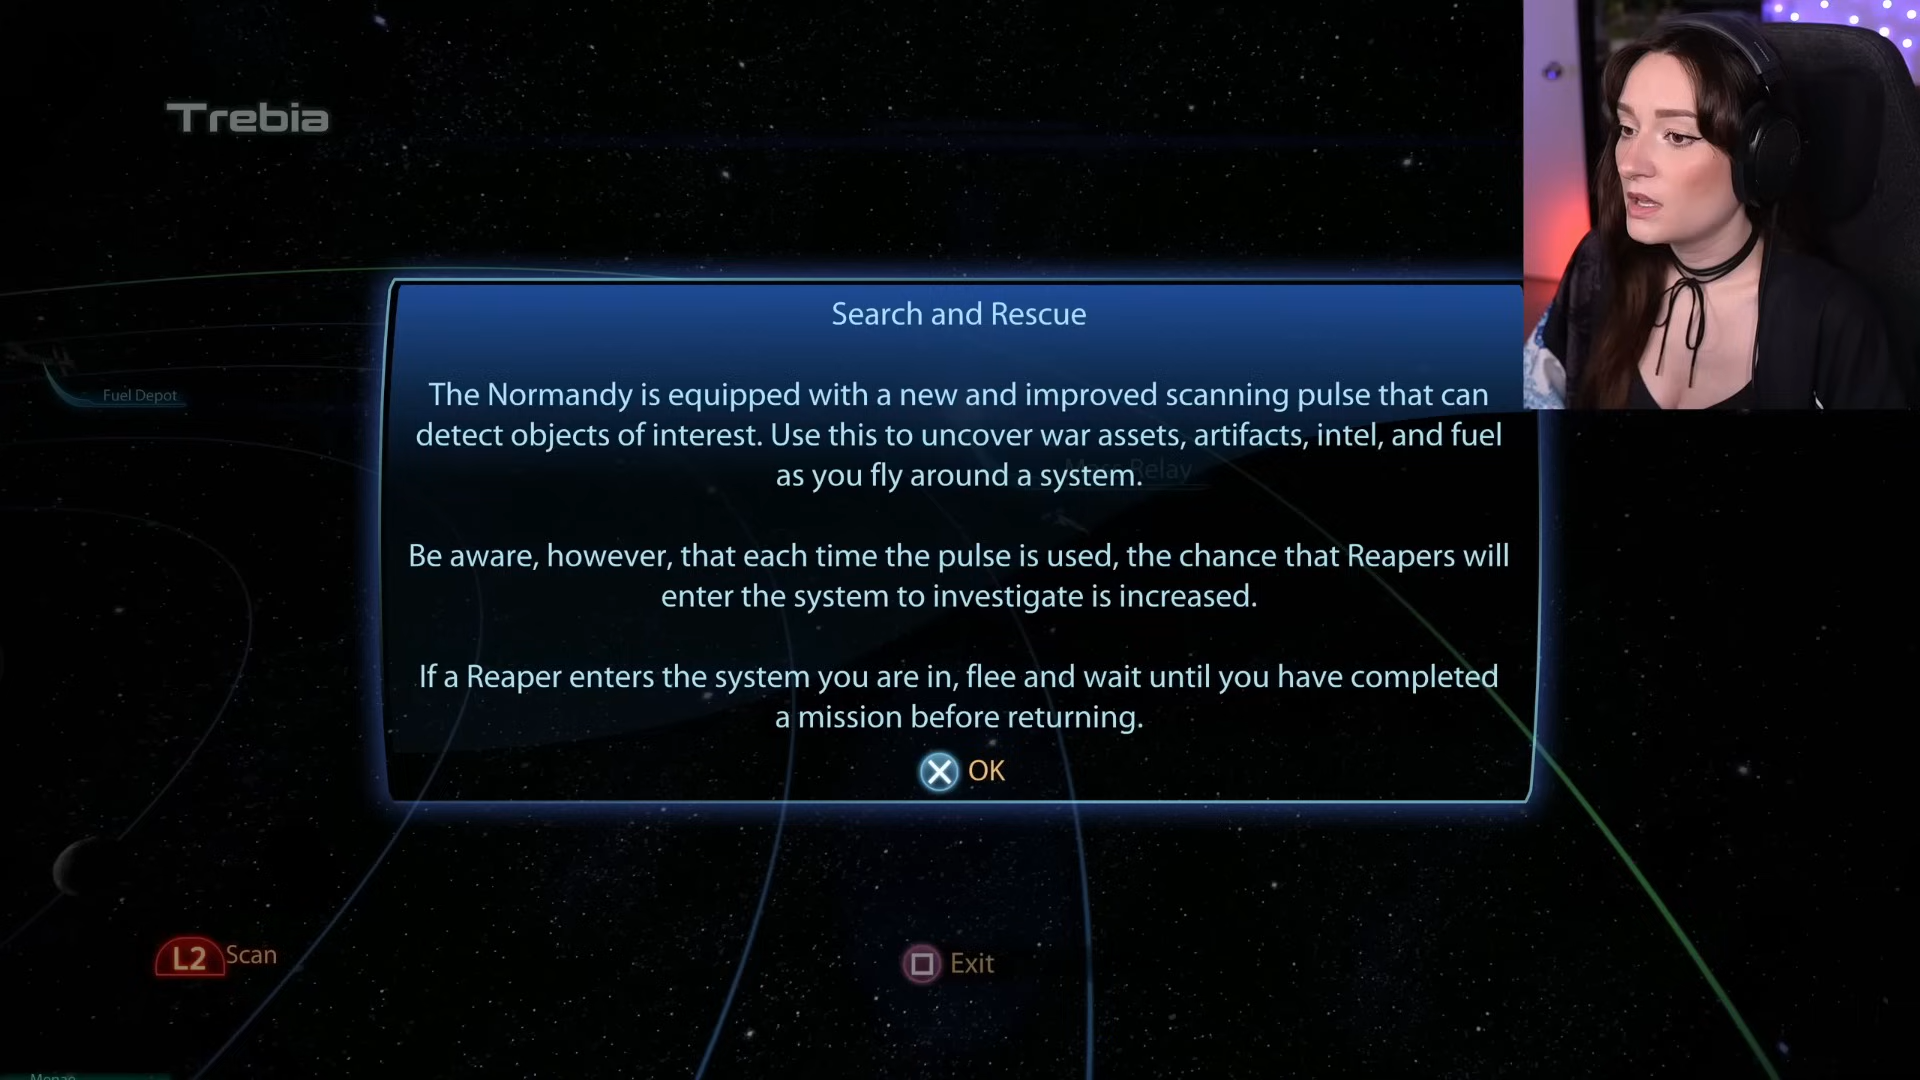 Trebia
Search and Rescue
The Normandy is equipped with a new and improved scanning pulse that can
Fuel Depot
detect objects of interest. Use this to uncover war assets, artifacts, intel, and fuel
as you fly around a system.
Relay
Be aware, however, that each time the pulse is used, the chance that Reapers will
enter the system to investigate is increased.
If a Reaper enters the system you are in, flee and wait until you have completed
a mission before returning.
OK
L2 Scan
Exit